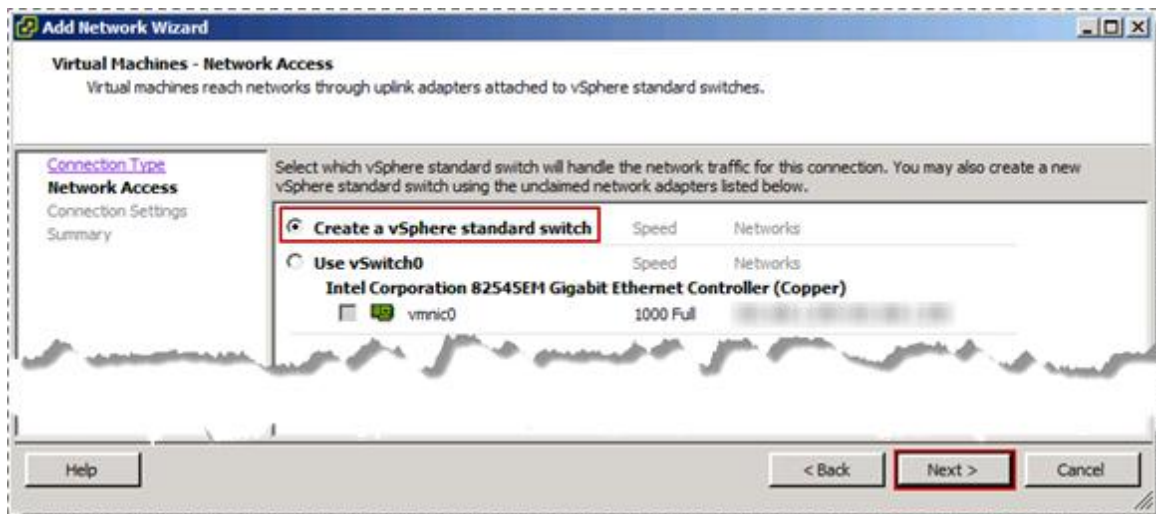 Add Network Wizard
Virtual Machines - Network Access
Virtual machines reach networks through uplink adapters attached to vSphere standard switches.
Connection Type
Network Access
Connection Settings
Summary
Select which vSphere standard switch will handle the network traffic for this connection. You may also create a new
vSphere standard switch using the unclaimed network adapters listed below.
Create a vSphere standard switch Speed Networks
Use vSwitch0 Speed Networks
Intel Corporation 82545EM Gigabit Ethernet Controller (Copper)
vmnic0 1000 Full
Help < Back Next > Cancel